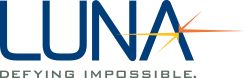 LUNA
DEFYING IMPOSSIBLE.